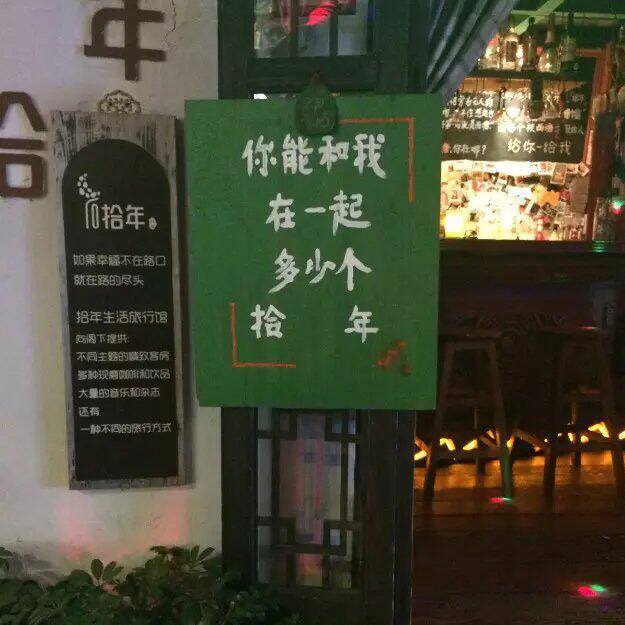 年
拾
拾年
如果幸福不在路口
就在路的尽头
拾年生活旅行馆
向阁下提供:
不同主题的精致客房
多种现磨咖啡和饮品
大量的音乐和杂志
还有
一种不同的旅行方式
你能和我
在一起
多少个
拾 年
给你一给我